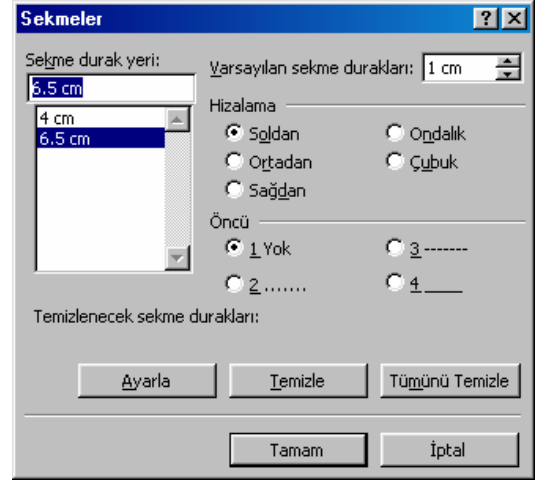 Sekmeler
Sekme durak yeri:
Varsayılan sekme durakları: 1 cm
6.5 cm
4 cm
6.5 cm
Hizalama
Soldan
Ondalık
Ortadan
Çubuk
Sağdan
Öncü
1 Yok
3 -------
2 .......
4 ____
Temizlenecek sekme durakları:
Ayarla
Temizle
Tümünü Temizle
Tamam
İptal